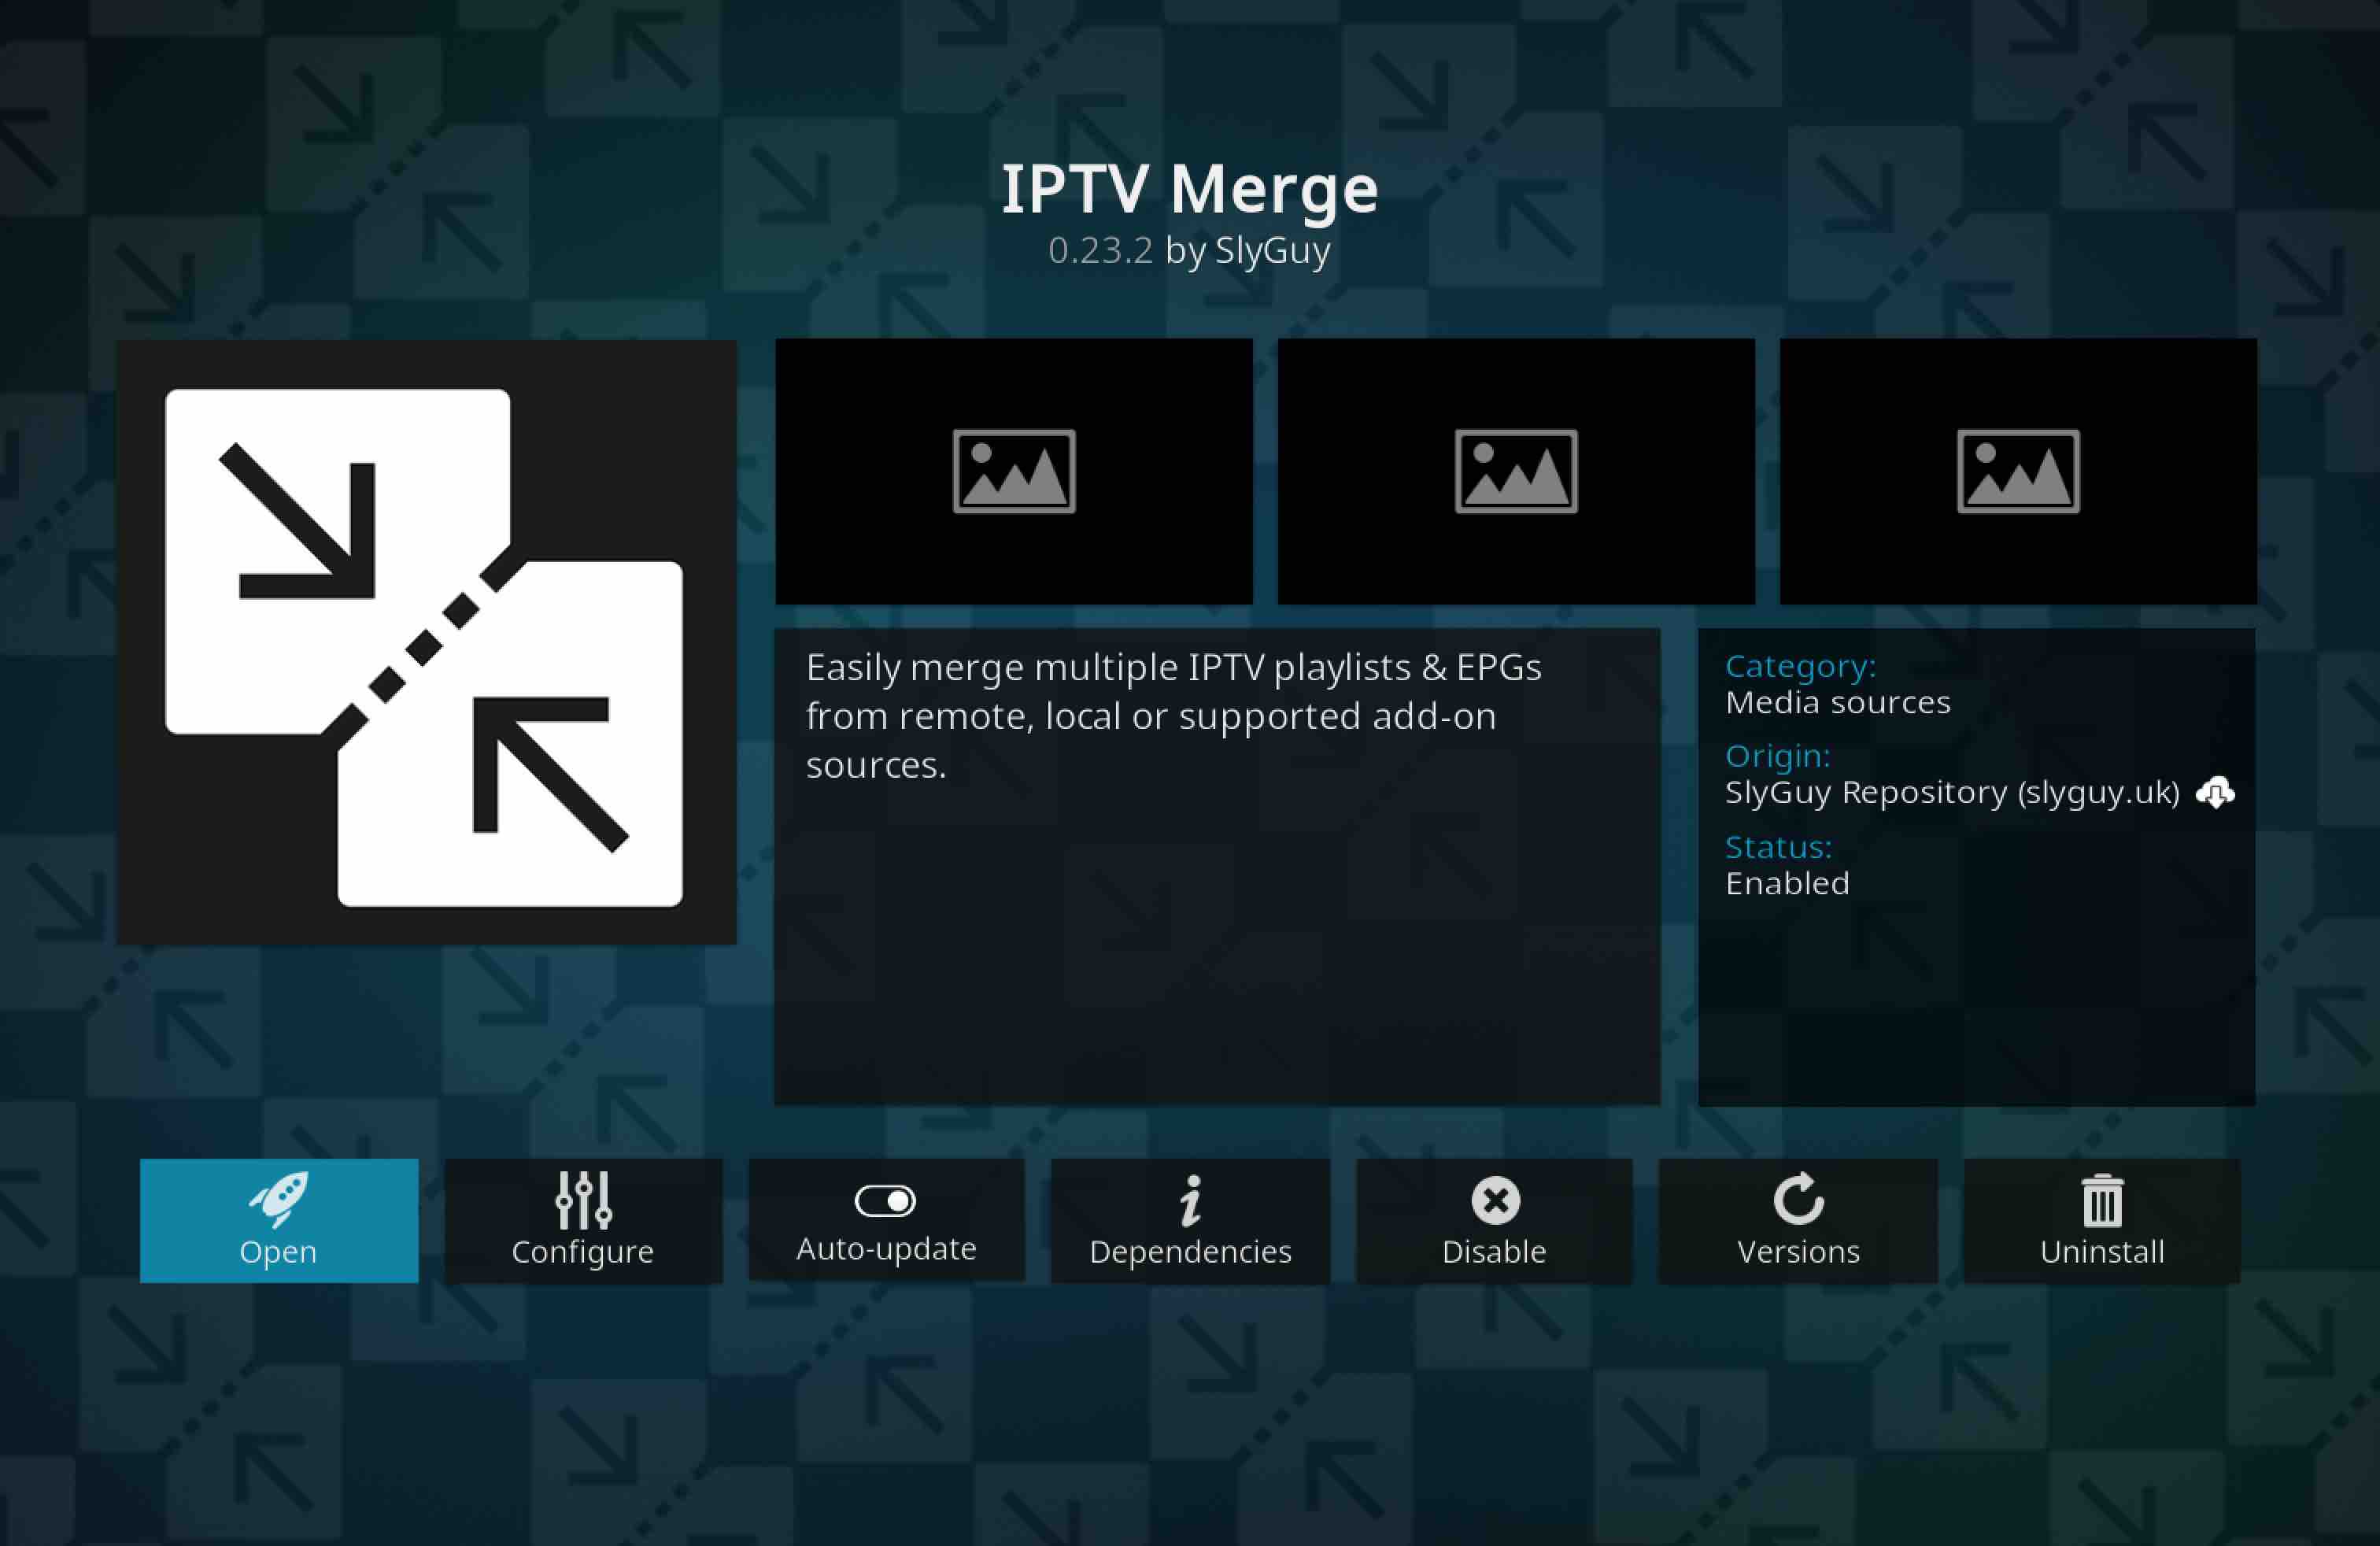 IPTV Merge
0.23.2 by SlyGuy
Easily merge multiple IPTV playlists & EPGs
from remote, local or supported add-on
sources.
Category:
Media sources
Origin:
SlyGuy Repository (slyguy.uk)
Status:
Enabled
Open
Configure
Auto-update
Dependencies
Disable
Versions
Uninstall